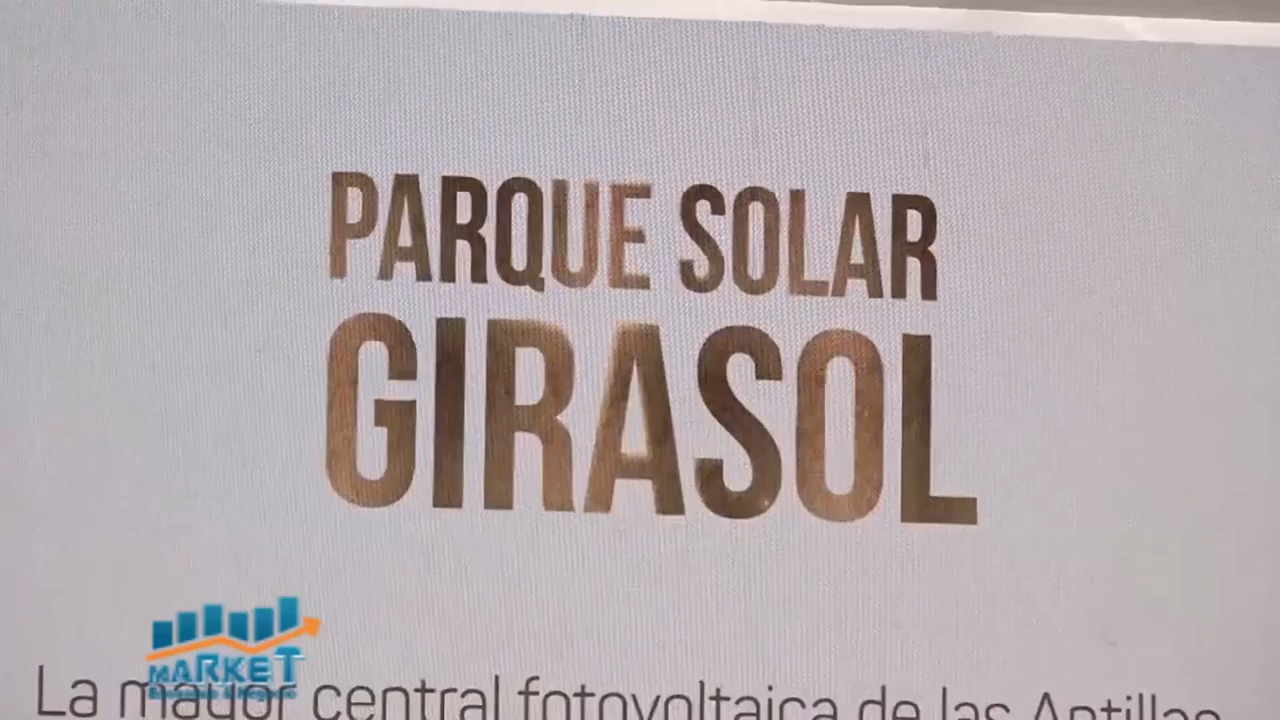 PARQUE SOLAR
GIRASOL
MARKET
La mayor central fotovoltaica de las Antillas